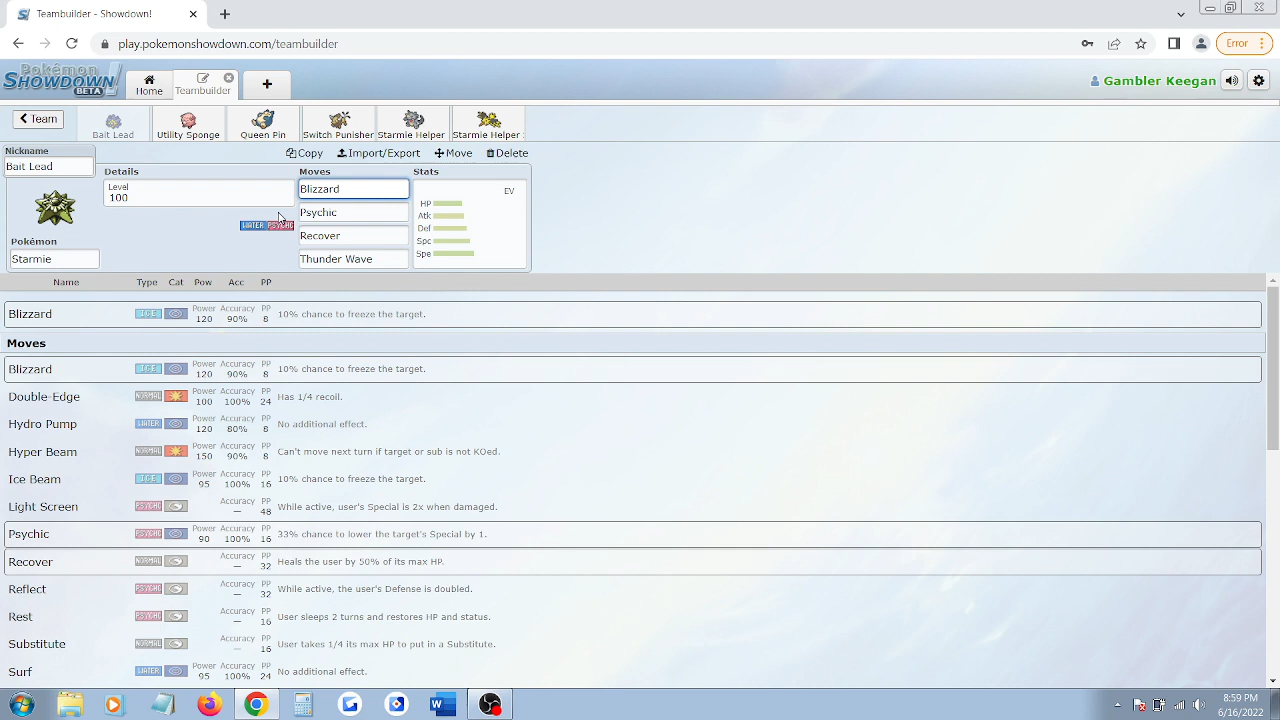 Teambuilder - Showdown!
play.pokemonshowdown.com/teambuilder
Error
Pokémon
SHOWDOWN
BETA
Home
Teambuilder
Gambler Keegan
Team
Bait Lead
Utility Sponge
Queen Pin
Switch Punisher
Starmie Helper
Starmie Helper :
Nickname
Bait Lead
Copy
Import/Export
Move
Delete
Details
Moves
Stats
Level
100
WATER PSYCHC
Pokémon
Starmie
Blizzard
Psychic
Recover
Thunder Wave
EV
HP
Atk
Def
Spc
Spe
Name Type Cat Pow Acc PP
Blizzard ICE Power 120 Accuracy 90% PP 8 10% chance to freeze the target.
Moves
Blizzard ICE Power 120 Accuracy 90% PP 8 10% chance to freeze the target.
Double-Edge NORMAL Power 100 Accuracy 100% PP 24 Has 1/4 recoil.
Hydro Pump WATER Power 120 Accuracy 80% PP 8 No additional effect.
Hyper Beam NORMAL Power 150 Accuracy 90% PP 8 Can't move next turn if target or sub is not KOed.
Ice Beam ICE Power 95 Accuracy 100% PP 16 10% chance to freeze the target.
Light Screen PSYCHC Accuracy — PP 48 While active, user's Special is 2x when damaged.
Psychic PSYCHC Power 90 Accuracy 100% PP 16 33% chance to lower the target's Special by 1.
Recover NORMAL Accuracy — PP 32 Heals the user by 50% of its max HP.
Reflect PSYCHC Accuracy — PP 32 While active, the user's Defense is doubled.
Rest PSYCHC Accuracy — PP 16 User sleeps 2 turns and restores HP and status.
Substitute NORMAL Accuracy — PP 16 User takes 1/4 its max HP to put in a Substitute.
Surf WATER Power 95 Accuracy 100% PP 24 No additional effect.
8:59 PM
6/16/2022